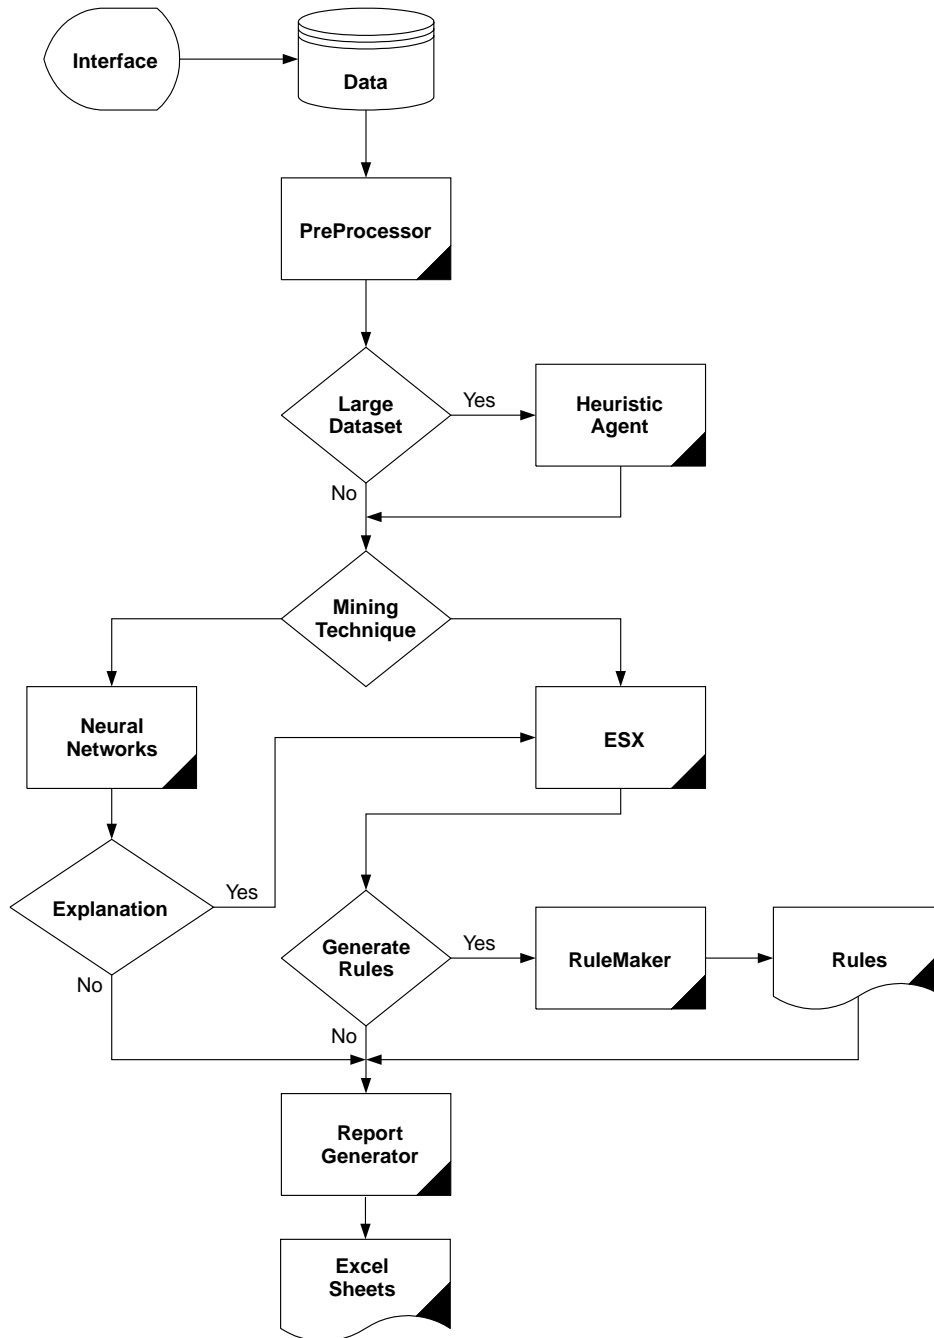 Interface
Data
PreProcessor
Large
Dataset
Yes
Heuristic
Agent
No
Mining
Technique
Neural
Networks
ESX
Explanation
Yes
No
Generate
Rules
Yes
RuleMaker
Rules
No
Report
Generator
Excel
Sheets